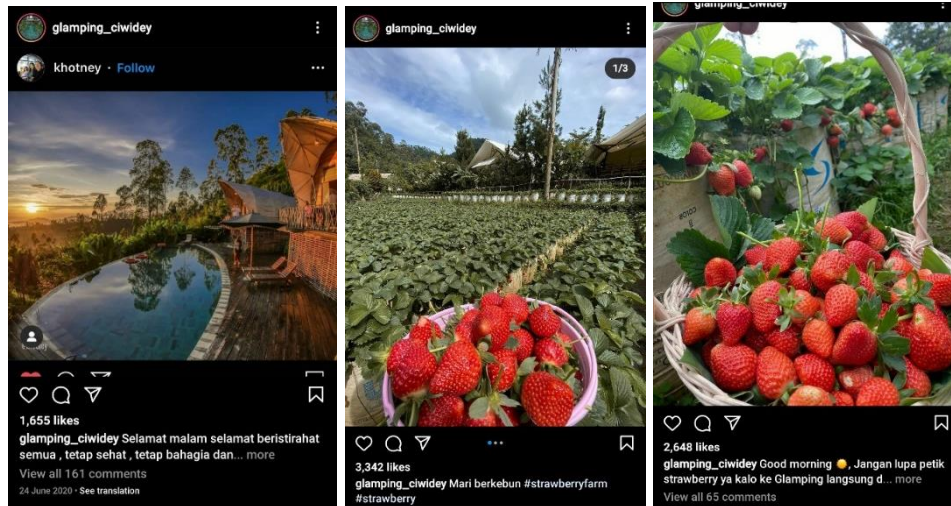 glamping_ciwidey
khotney · Follow
1,655 likes
glamping_ciwidey Selamat malam selamat beristirahat
semua , tetap sehat , tetap bahagia dan... more
View all 161 comments
24 June 2020 · See translation
glamping_ciwidey
1/3
3,342 likes
glamping_ciwidey Mari berkebun #strawberryfarm
#strawberry
glamping_ciwidey
2,648 likes
glamping_ciwidey Good morning 🌞, Jangan lupa petik
strawberry ya kalo ke Glamping langsung d... more
View all 65 comments